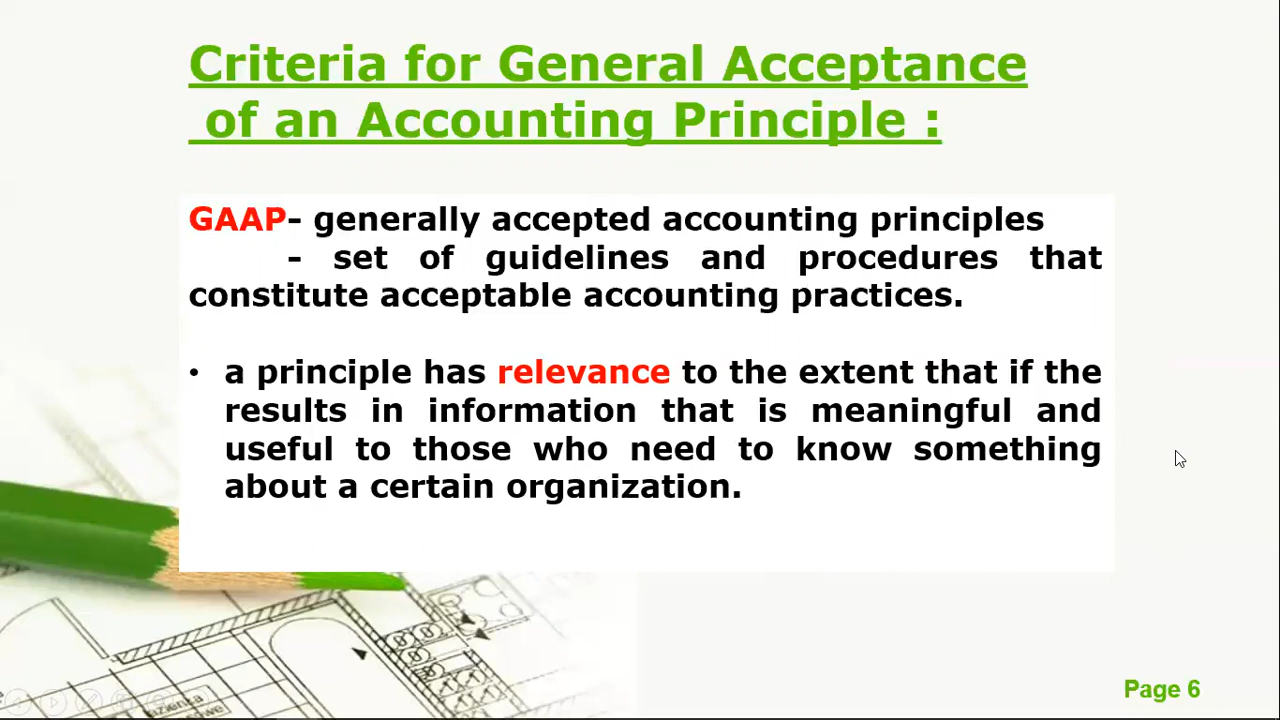 Criteria for General Acceptance
of an Accounting Principle :
GAAP- generally accepted accounting principles
- set of guidelines and procedures that
constitute acceptable accounting practices.
• a principle has relevance to the extent that if the
results in information that is meaningful and
useful to those who need to know something
about a certain organization.
Page 6